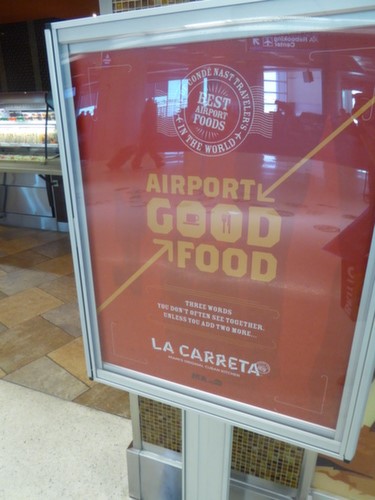 CONDE NAST TRAVELER'S
BEST
AIRPORT
FOODS
IN THE WORLD
AIRPORT
GOOD
FOOD
THREE WORDS
YOU DON'T OFTEN SEE TOGETHER.
UNLESS YOU ADD TWO MORE...
LA CARRETA